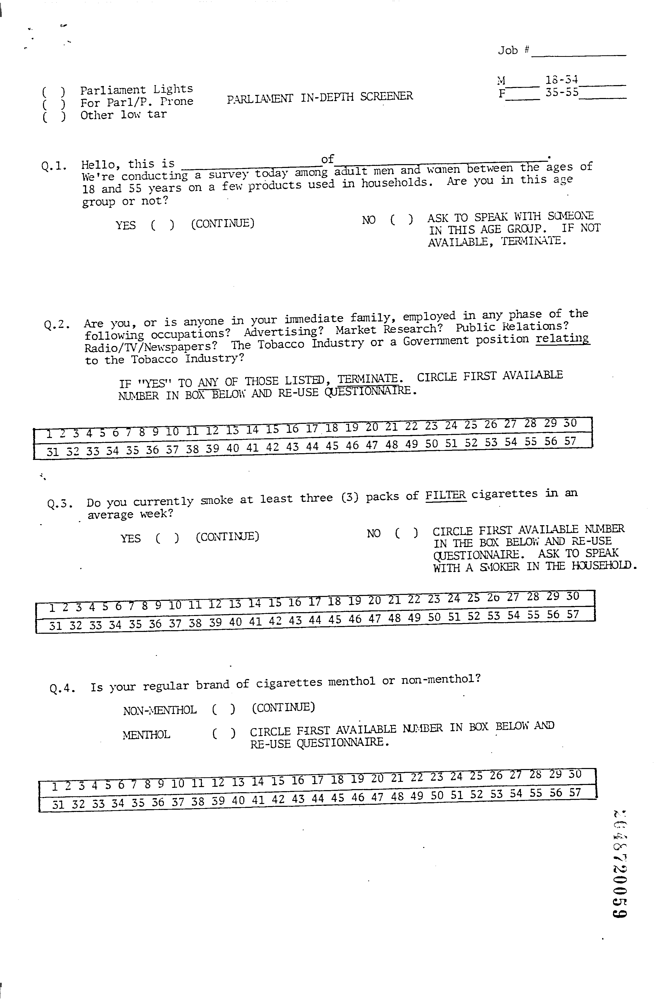 Job #
M 18-34
F 35-55
( ) Parliament Lights
( ) For Parl/P. Prone
( ) Other low tar
PARLIAMENT IN-DEPTH SCREENER
Q.1. Hello, this is of .
We're conducting a survey today among adult men and women between the ages of
18 and 55 years on a few products used in households. Are you in this age
group or not?
YES ( ) (CONTINUE) NO ( ) ASK TO SPEAK WITH SOMEONE
IN THIS AGE GROUP. IF NOT
AVAILABLE, TERMINATE.
Q.2. Are you, or is anyone in your immediate family, employed in any phase of the
following occupations? Advertising? Market Research? Public Relations?
Radio/TV/Newspapers? The Tobacco Industry or a Government position relating
to the Tobacco Industry?
IF "YES" TO ANY OF THOSE LISTED, TERMINATE. CIRCLE FIRST AVAILABLE
NUMBER IN BOX BELOW AND RE-USE QUESTIONNAIRE.
1 2 3 4 5 6 7 8 9 10 11 12 13 14 15 16 17 18 19 20 21 22 23 24 25 26 27 28 29 30
31 32 33 34 35 36 37 38 39 40 41 42 43 44 45 46 47 48 49 50 51 52 53 54 55 56 57
Q.3. Do you currently smoke at least three (3) packs of FILTER cigarettes in an
average week?
YES ( ) (CONTINUE) NO ( ) CIRCLE FIRST AVAILABLE NUMBER
IN THE BOX BELOW AND RE-USE
QUESTIONNAIRE. ASK TO SPEAK
WITH A SMOKER IN THE HOUSEHOLD.
1 2 3 4 5 6 7 8 9 10 11 12 13 14 15 16 17 18 19 20 21 22 23 24 25 26 27 28 29 30
31 32 33 34 35 36 37 38 39 40 41 42 43 44 45 46 47 48 49 50 51 52 53 54 55 56 57
Q.4. Is your regular brand of cigarettes menthol or non-menthol?
NON-MENTHOL ( ) (CONTINUE)
MENTHOL ( ) CIRCLE FIRST AVAILABLE NUMBER IN BOX BELOW AND
RE-USE QUESTIONNAIRE.
1 2 3 4 5 6 7 8 9 10 11 12 13 14 15 16 17 18 19 20 21 22 23 24 25 26 27 28 29 30
31 32 33 34 35 36 37 38 39 40 41 42 43 44 45 46 47 48 49 50 51 52 53 54 55 56 57
2048720059